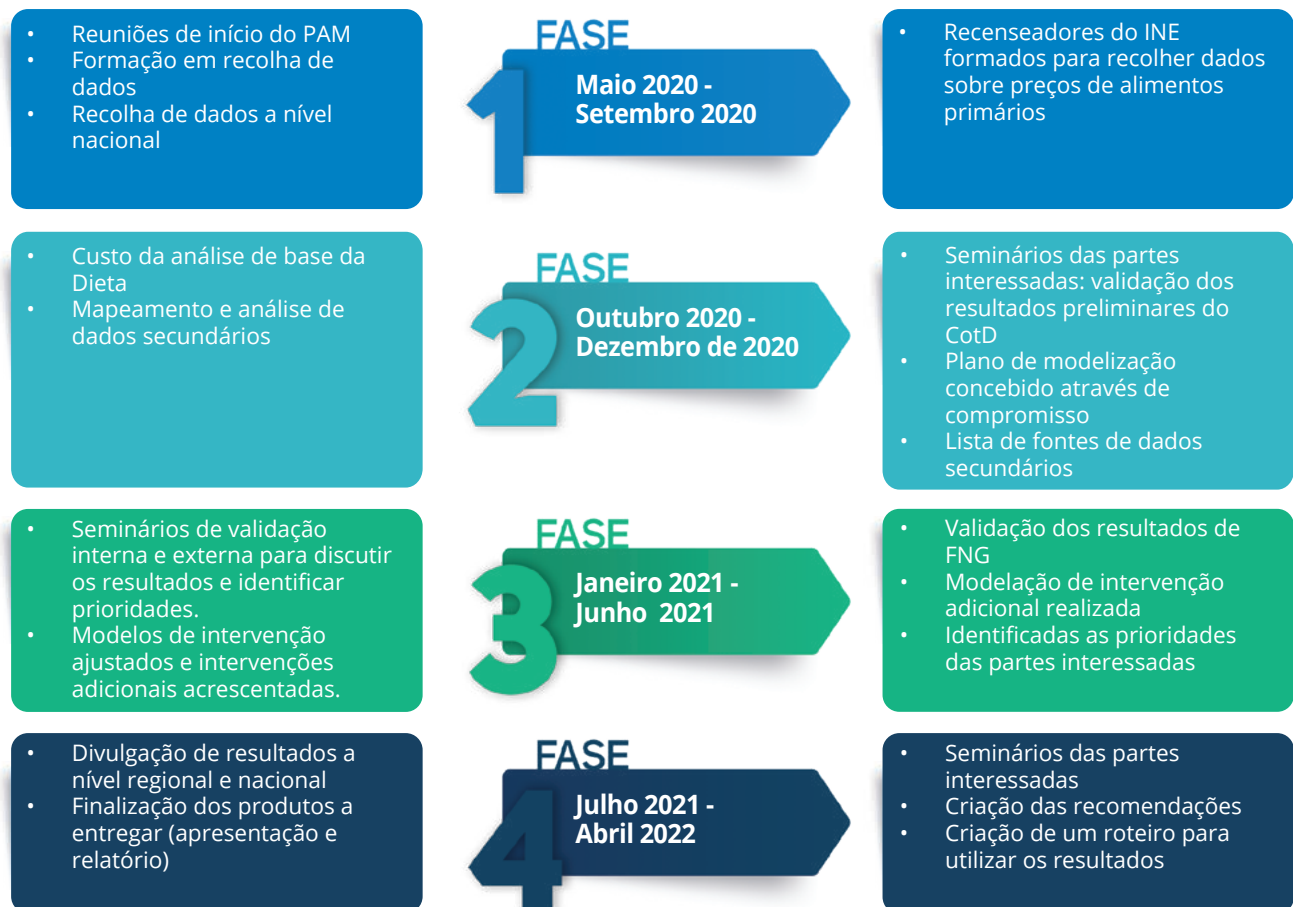 • Reuniões de início do PAM
• Formação em recolha de
dados
• Recolha de dados a nível
nacional
FASE
1
Maio 2020 -
Setembro 2020
• Recenseadores do INE
formados para recolher dados
sobre preços de alimentos
primários
• Custo da análise de base da
Dieta
• Mapeamento e análise de
dados secundários
FASE
2
Outubro 2020 -
Dezembro de 2020
• Seminários das partes
interessadas: validação dos
resultados preliminares do
CotD
• Plano de modelização
concebido através de
compromisso
• Lista de fontes de dados
secundários
• Seminários de validação
interna e externa para discutir
os resultados e identificar
prioridades.
• Modelos de intervenção
ajustados e intervenções
adicionais acrescentadas.
FASE
3
Janeiro 2021 -
Junho 2021
• Validação dos resultados de
FNG
• Modelação de intervenção
adicional realizada
• Identificadas as prioridades
das partes interessadas
• Divulgação de resultados a
nível regional e nacional
• Finalização dos produtos a
entregar (apresentação e
relatório)
FASE
4
Julho 2021 -
Abril 2022
• Seminários das partes
interessadas
• Criação das recomendações
• Criação de um roteiro para
utilizar os resultados